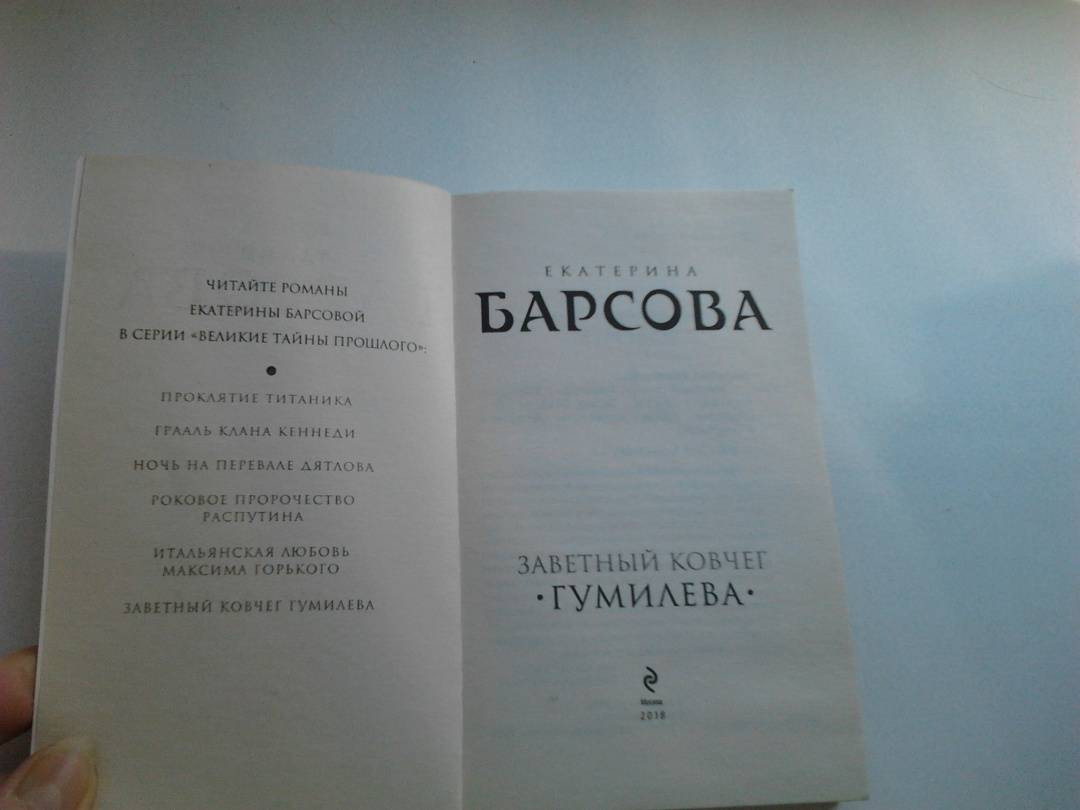 ЧИТАЙТЕ РОМАНЫ
ЕКАТЕРИНЫ БАРСОВОЙ
В СЕРИИ «ВЕЛИКИЕ ТАЙНЫ ПРОШЛОГО»:
ПРОКЛЯТИЕ ТИТАНИКА
ГРААЛЬ КЛАНА КЕННЕДИ
НОЧЬ НА ПЕРЕВАЛЕ ДЯТЛОВА
РОКОВОЕ ПРОРОЧЕСТВО
РАСПУТИНА
ИТАЛЬЯНСКАЯ ЛЮБОВЬ
МАКСИМА ГОРЬКОГО
ЗАВЕТНЫЙ КОВЧЕГ ГУМИЛЕВА
ЕКАТЕРИНА
БАРСОВА
ЗАВЕТНЫЙ КОВЧЕГ
• ГУМИЛЕВА •
Москва
2018